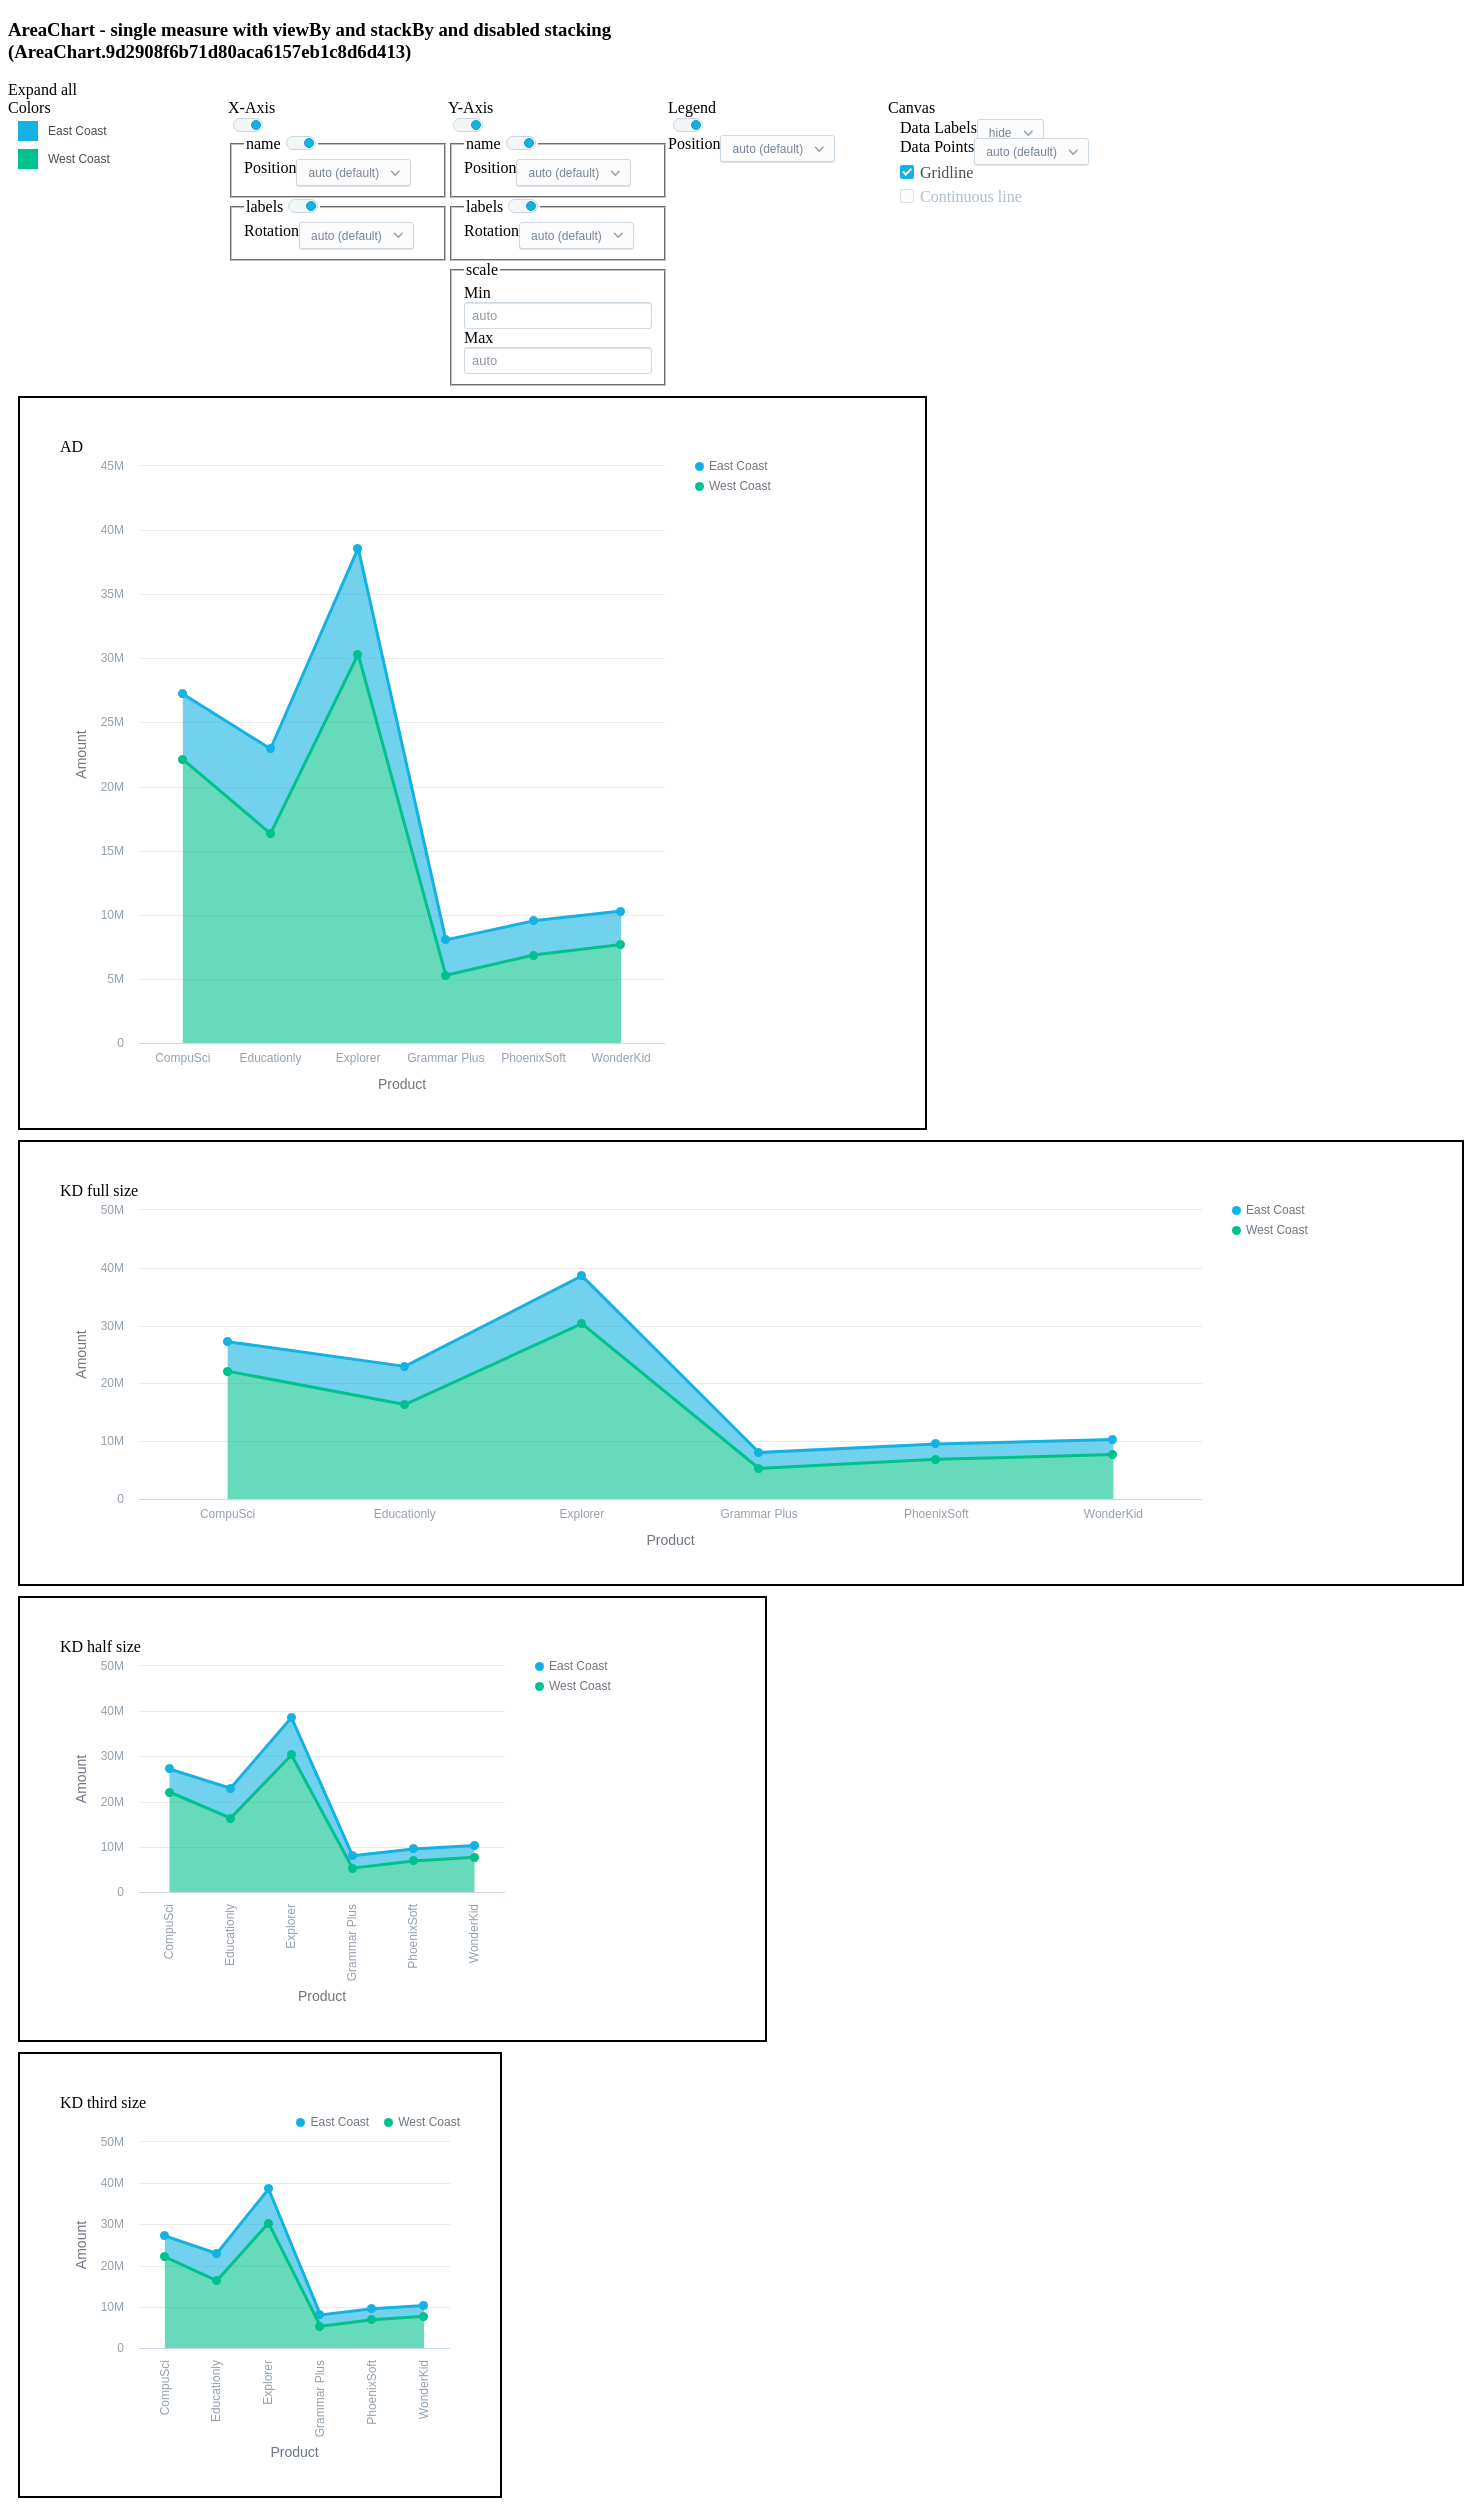 AreaChart - single measure with viewBy and stackBy and disabled stacking
(AreaChart.9d2908f6b71d80aca6157eb1c8d6d413)
Expand all
Colors
East Coast
West Coast
X-Axis
name
Position auto (default)
labels
Rotation auto (default)
Y-Axis
name
Position auto (default)
labels
Rotation auto (default)
scale
Min
auto
Max
auto
Legend
Position auto (default)
Canvas
Data Labels hide
Data Points auto (default)
Gridline
Continuous line
AD
45M
40M
35M
30M
25M
20M
15M
10M
5M
0
Amount
CompuSci Educationly Explorer Grammar Plus PhoenixSoft WonderKid
Product
East Coast
West Coast
KD full size
50M
40M
30M
20M
10M
0
Amount
CompuSci Educationly Explorer Grammar Plus PhoenixSoft WonderKid
Product
East Coast
West Coast
KD half size
50M
40M
30M
20M
10M
0
Amount
CompuSci
Educationly
Explorer
Grammar Plus
PhoenixSoft
WonderKid
Product
East Coast
West Coast
KD third size
East Coast West Coast
50M
40M
30M
20M
10M
0
Amount
CompuSci
Educationly
Explorer
Grammar Plus
PhoenixSoft
WonderKid
Product